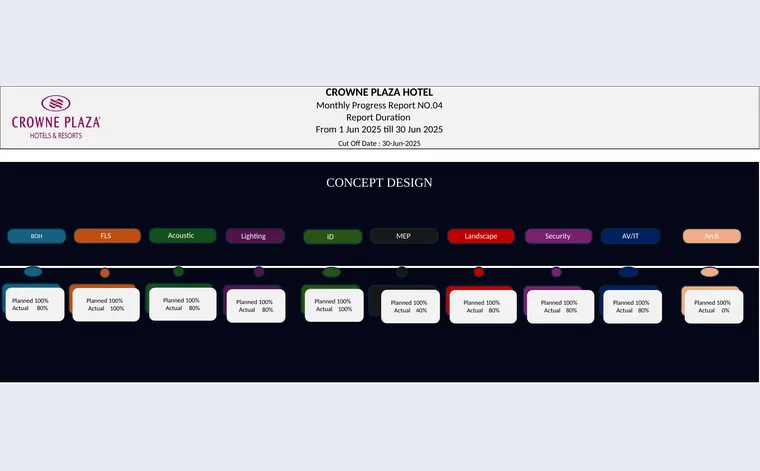 CROWNE PLAZA
HOTELS & RESORTS
CROWNE PLAZA HOTEL
Monthly Progress Report NO.04
Report Duration
From 1 Jun 2025 till 30 Jun 2025
Cut Off Date : 30-Jun-2025
CONCEPT DESIGN
BOH
FLS
Acoustic
Lighting
ID
MEP
Landscape
Security
AV/IT
Arch
Planned 100%
Actual 80%
Planned 100%
Actual 100%
Planned 100%
Actual 80%
Planned 100%
Actual 80%
Planned 100%
Actual 100%
Planned 100%
Actual 40%
Planned 100%
Actual 80%
Planned 100%
Actual 80%
Planned 100%
Actual 80%
Planned 100%
Actual 0%